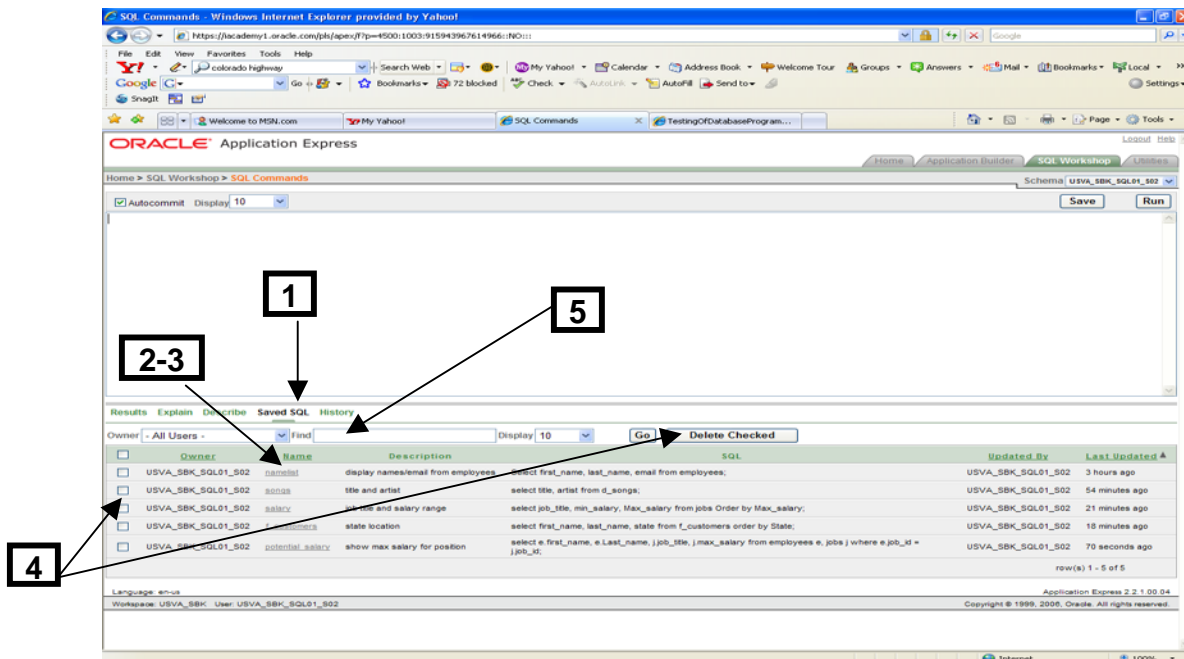 SQL Commands - Windows Internet Explorer provided by Yahoo!
https://iacademy1.oracle.com/pls/apex/f?p=4500:1003:915943967614966::NO:::
Google
File Edit View Favorites Tools Help
Y! colorado highway Search Web My Yahoo! Calendar Address Book Welcome Tour Groups Answers Mail Bookmarks Local
Google G Go Bookmarks 72 blocked Check AutoLink AutoFill Send to Settings
SnagIt
Welcome to MSN.com My Yahoo! SQL Commands TestingOfDatabaseProgram... Page Tools
ORACLE Application Express
Logout Help
Home Application Builder SQL Workshop Utilities
Home > SQL Workshop > SQL Commands
Schema USVA_SBK_SQL01_S02
Autocommit Display 10 Save Run
1
5
2-3
Results Explain Describe Saved SQL History
Owner - All Users - Find Display 10 Go Delete Checked
Owner Name Description SQL Updated By Last Updated
USVA_SBK_SQL01_S02 namelist display names/email from employees Select first_name, last_name, email from employees; USVA_SBK_SQL01_S02 3 hours ago
USVA_SBK_SQL01_S02 songs title and artist select title, artist from d_songs; USVA_SBK_SQL01_S02 54 minutes ago
USVA_SBK_SQL01_S02 salary job title and salary range select job_title, min_salary, Max_salary from jobs Order by Max_salary; USVA_SBK_SQL01_S02 21 minutes ago
USVA_SBK_SQL01_S02 f_customers state location select first_name, last_name, state from f_customers order by State; USVA_SBK_SQL01_S02 18 minutes ago
USVA_SBK_SQL01_S02 potential_salary show max salary for position select e.first_name, e.Last_name, j.job_title, j.max_salary from employees e, jobs j where e.job_id =
j.job_id; USVA_SBK_SQL01_S02 70 seconds ago
4
row(s) 1 - 5 of 5
Language: en-us
Application Express 2.2.1.00.04
Workspace: USVA_SBK User: USVA_SBK_SQL01_S02
Copyright © 1999, 2006, Oracle. All rights reserved.
Internet 100%